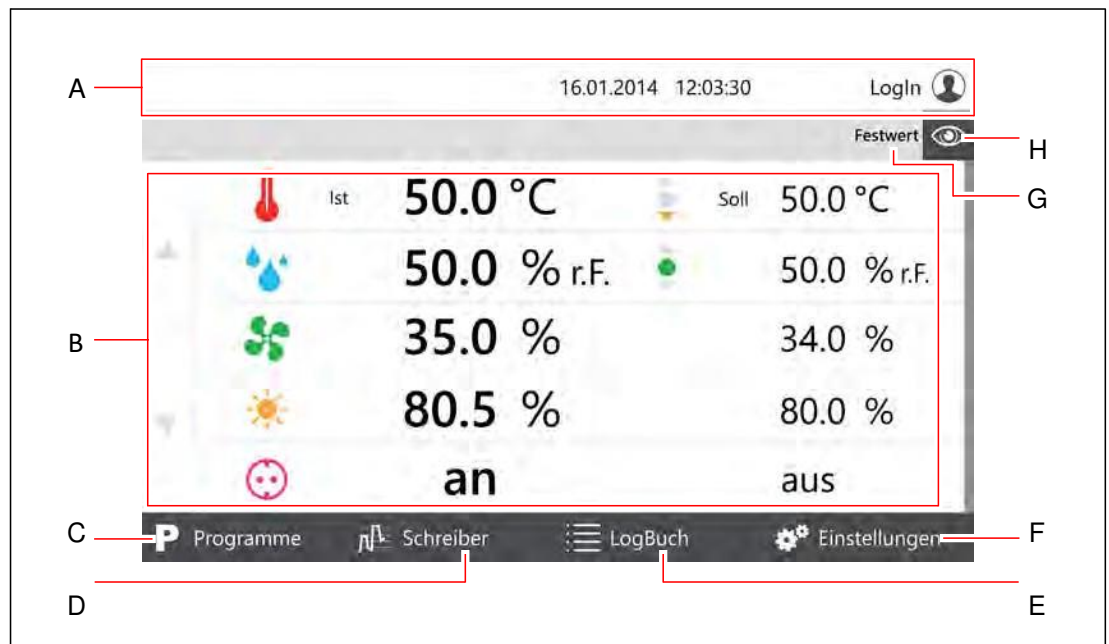 A
16.01.2014 12:03:30 LogIn
Festwert
H
G
Ist 50.0 °C Soll 50.0 °C
50.0 % r.F. 50.0 % r.F.
B
35.0 % 34.0 %
80.5 % 80.0 %
an aus
C P Programme Schreiber LogBuch Einstellungen F
D E